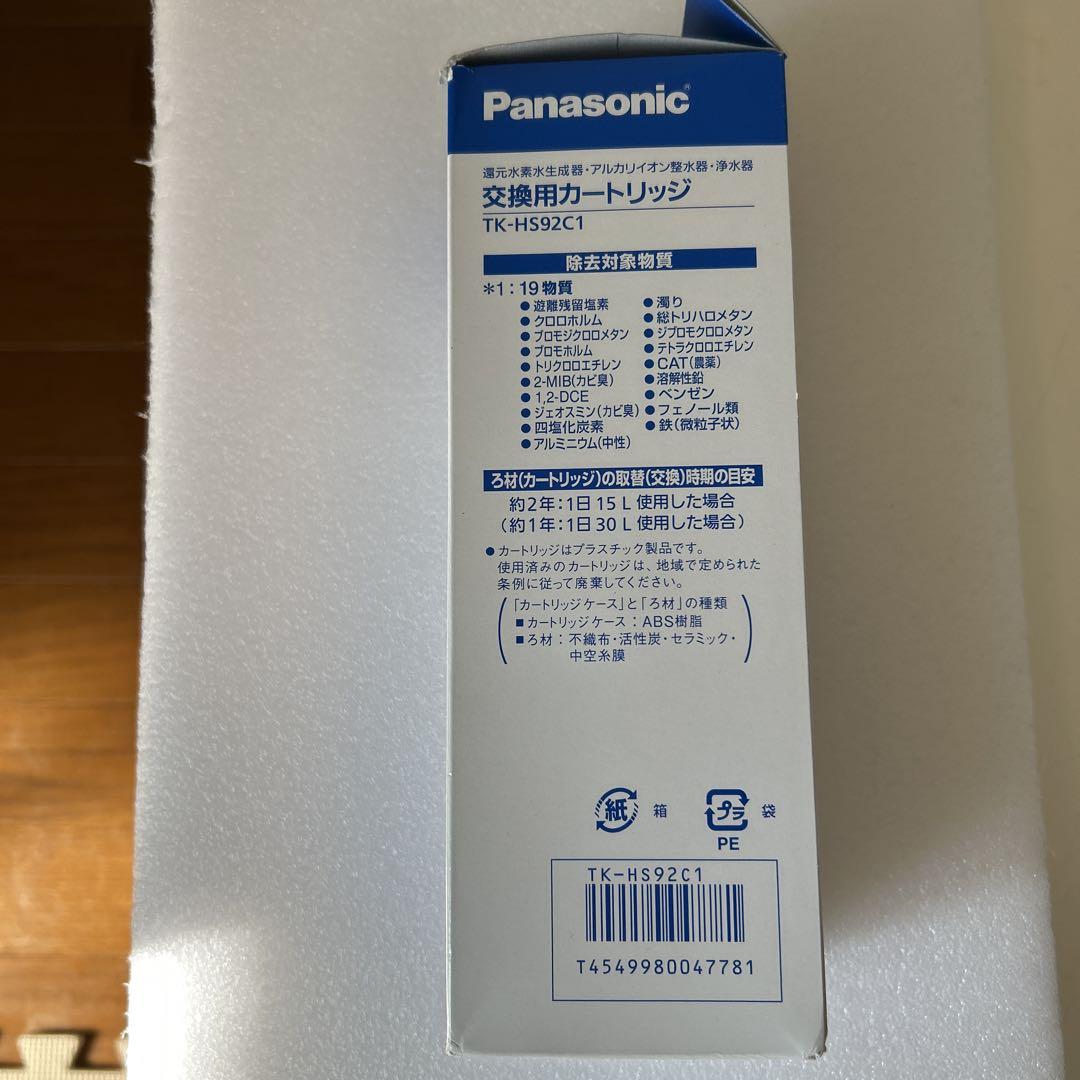 Panasonic®
還元水素水生成器・アルカリイオン整水器・浄水器
交換用カートリッジ
TK-HS92C1
除去対象物質
*1：19物質
●遊離残留塩素
●クロロホルム
●ブロモジクロロメタン
●ブロモホルム
●トリクロロエチレン
●2-MIB(カビ臭)
●1,2-DCE
●ジェオスミン(カビ臭)
●四塩化炭素
●アルミニウム(中性)
●濁り
●総トリハロメタン
●ジブロモクロロメタン
●テトラクロロエチレン
●CAT(農薬)
●溶解性鉛
●ベンゼン
●フェノール類
●鉄(微粒子状)
ろ材(カートリッジ)の取替(交換)時期の目安
約2年：1日 15 L 使用した場合
(約1年：1日 30 L 使用した場合)
●カートリッジはプラスチック製品です。
使用済みのカートリッジは、地域で定められた
条例に従って廃棄してください。
「カートリッジケース」と「ろ材」の種類
■カートリッジケース：ABS樹脂
■ろ材：不織布・活性炭・セラミック・
中空糸膜
紙 箱 プラ 袋
PE
TK-HS92C1
T4549980047781